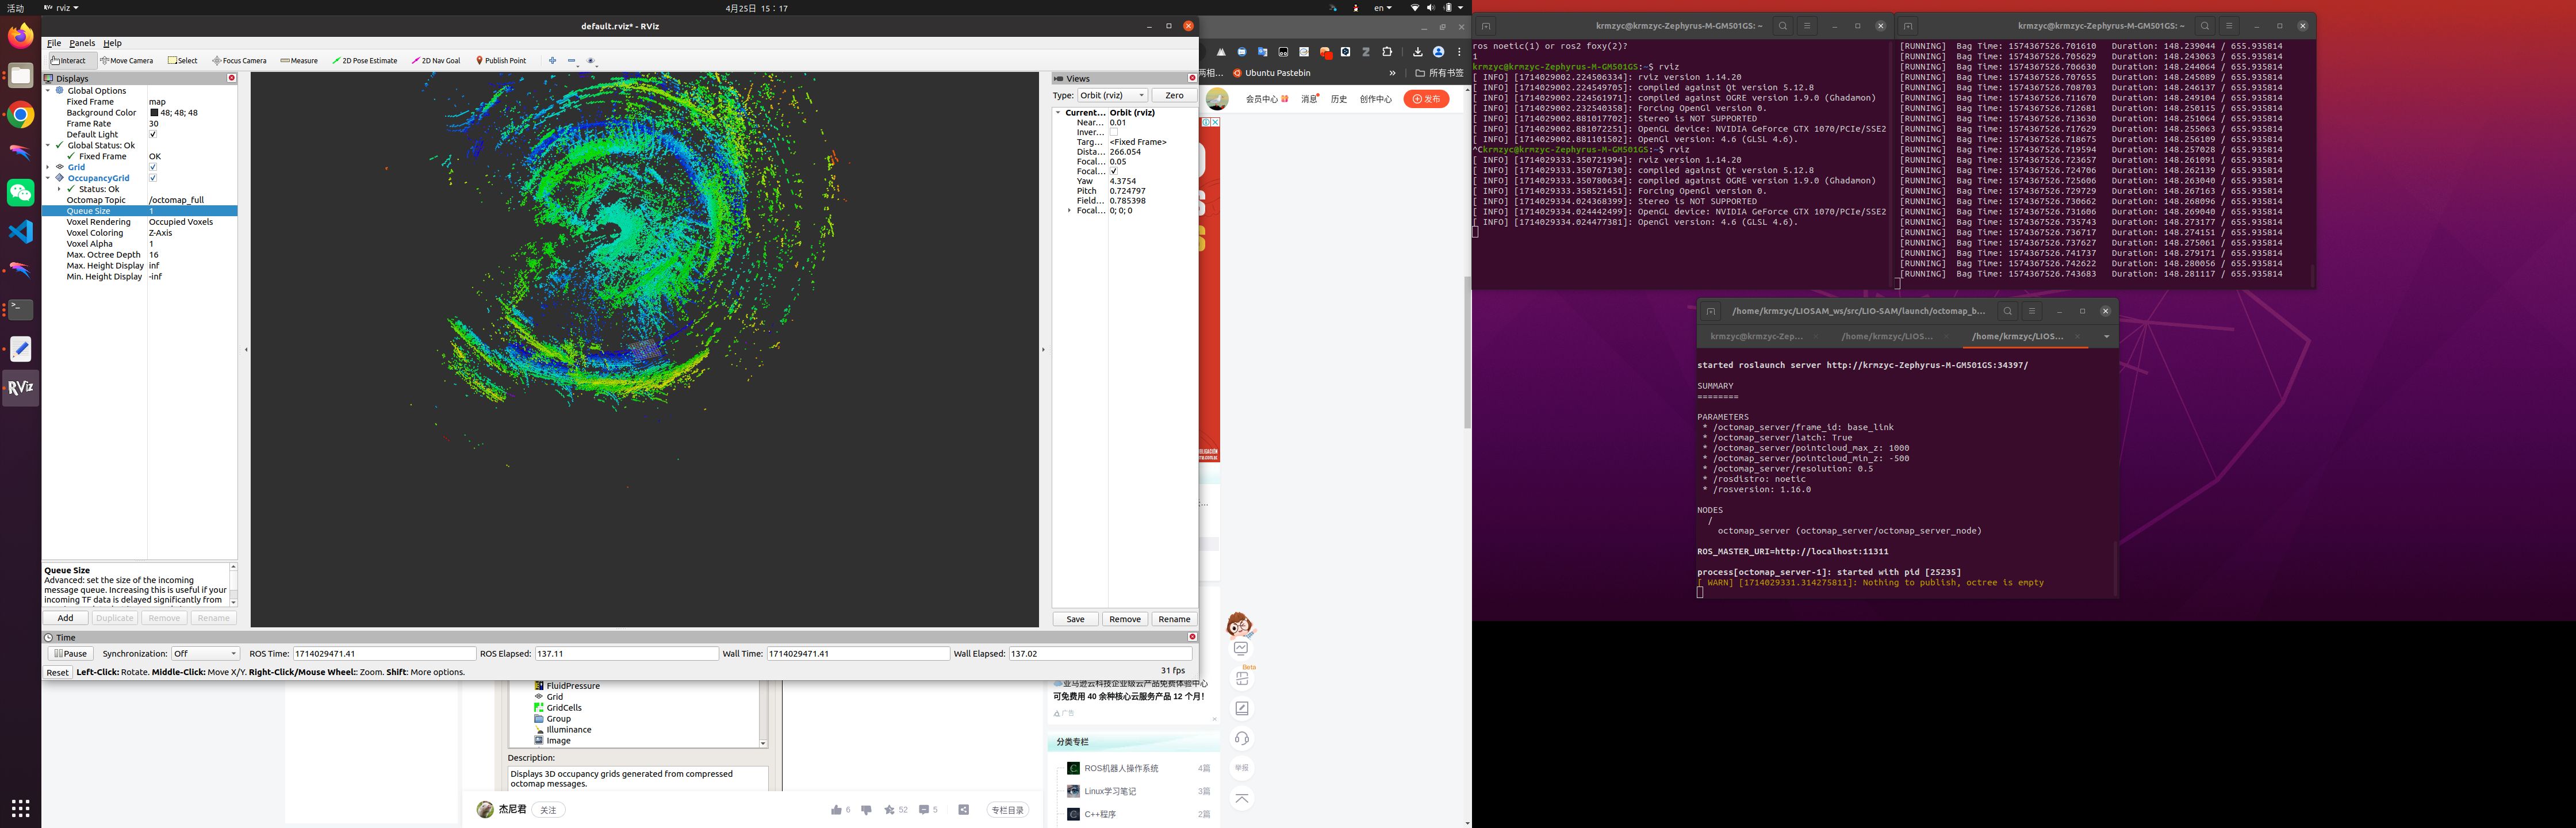 活动
rviz
4月25日 15：17
en
default.rviz* - RViz
File Panels Help
Interact Move Camera Select Focus Camera Measure 2D Pose Estimate 2D Nav Goal Publish Point
Displays
Global Options
Fixed Frame map
Background Color 48; 48; 48
Frame Rate 30
Default Light
Global Status: Ok
Fixed Frame OK
Grid
OccupancyGrid
Status: Ok
Octomap Topic /octomap_full
Queue Size 1
Voxel Rendering Occupied Voxels
Voxel Coloring Z-Axis
Voxel Alpha 1
Max. Octree Depth 16
Max. Height Display inf
Min. Height Display -inf
Queue Size
Advanced: set the size of the incoming
message queue. Increasing this is useful if your
incoming TF data is delayed significantly from
Add Duplicate Remove Rename
Views
Type: Orbit (rviz) Zero
Current... Orbit (rviz)
Near... 0.01
Inver...
Targ... <Fixed Frame>
Dista... 266.054
Focal... 0.05
Focal...
Yaw 4.3754
Pitch 0.724797
Field... 0.785398
Focal... 0; 0; 0
Save Remove Rename
Time
Pause Synchronization: Off ROS Time: 1714029471.41 ROS Elapsed: 137.11 Wall Time: 1714029471.41 Wall Elapsed: 137.02
Reset Left-Click: Rotate. Middle-Click: Move X/Y. Right-Click/Mouse Wheel:: Zoom. Shift: More options. 31 fps
RViz
FluidPressure
Grid
GridCells
Group
Illuminance
Image
Description:
Displays 3D occupancy grids generated from compressed
octomap messages.
杰尼君 关注 6 52 5 专栏目录
两相... Ubuntu Pastebin » 所有书签
会员中心 消息 历史 创作中心 发布
亚马逊云科技企业级云产品免费体验中心
可免费用 40 余种核心云服务产品 12 个月！
广告
分类专栏
ROS机器人操作系统 4篇
Linux学习笔记 3篇
C++程序 2篇
Beta
举报
krmzyc@krmzyc-Zephyrus-M-GM501GS: ~
ros noetic(1) or ros2 foxy(2)?
1
krmzyc@krmzyc-Zephyrus-M-GM501GS:~$ rviz
[ INFO] [1714029002.224506334]: rviz version 1.14.20
[ INFO] [1714029002.224549705]: compiled against Qt version 5.12.8
[ INFO] [1714029002.224561971]: compiled against OGRE version 1.9.0 (Ghadamon)
[ INFO] [1714029002.232540358]: Forcing OpenGl version 0.
[ INFO] [1714029002.881017702]: Stereo is NOT SUPPORTED
[ INFO] [1714029002.881072251]: OpenGL device: NVIDIA GeForce GTX 1070/PCIe/SSE2
[ INFO] [1714029002.881101502]: OpenGl version: 4.6 (GLSL 4.6).
^Ckrmzyc@krmzyc-Zephyrus-M-GM501GS:~$ rviz
[ INFO] [1714029333.350721994]: rviz version 1.14.20
[ INFO] [1714029333.350767130]: compiled against Qt version 5.12.8
[ INFO] [1714029333.350780634]: compiled against OGRE version 1.9.0 (Ghadamon)
[ INFO] [1714029333.358521451]: Forcing OpenGl version 0.
[ INFO] [1714029334.024368399]: Stereo is NOT SUPPORTED
[ INFO] [1714029334.024442499]: OpenGL device: NVIDIA GeForce GTX 1070/PCIe/SSE2
[ INFO] [1714029334.024477381]: OpenGl version: 4.6 (GLSL 4.6).
krmzyc@krmzyc-Zephyrus-M-GM501GS: ~
[RUNNING] Bag Time: 1574367526.701610 Duration: 148.239044 / 655.935814
[RUNNING] Bag Time: 1574367526.705629 Duration: 148.243063 / 655.935814
[RUNNING] Bag Time: 1574367526.706630 Duration: 148.244064 / 655.935814
[RUNNING] Bag Time: 1574367526.707655 Duration: 148.245089 / 655.935814
[RUNNING] Bag Time: 1574367526.708703 Duration: 148.246137 / 655.935814
[RUNNING] Bag Time: 1574367526.711670 Duration: 148.249104 / 655.935814
[RUNNING] Bag Time: 1574367526.712681 Duration: 148.250115 / 655.935814
[RUNNING] Bag Time: 1574367526.713630 Duration: 148.251064 / 655.935814
[RUNNING] Bag Time: 1574367526.717629 Duration: 148.255063 / 655.935814
[RUNNING] Bag Time: 1574367526.718675 Duration: 148.256109 / 655.935814
[RUNNING] Bag Time: 1574367526.719594 Duration: 148.257028 / 655.935814
[RUNNING] Bag Time: 1574367526.723657 Duration: 148.261091 / 655.935814
[RUNNING] Bag Time: 1574367526.724706 Duration: 148.262139 / 655.935814
[RUNNING] Bag Time: 1574367526.725606 Duration: 148.263040 / 655.935814
[RUNNING] Bag Time: 1574367526.729729 Duration: 148.267163 / 655.935814
[RUNNING] Bag Time: 1574367526.730662 Duration: 148.268096 / 655.935814
[RUNNING] Bag Time: 1574367526.731606 Duration: 148.269040 / 655.935814
[RUNNING] Bag Time: 1574367526.735743 Duration: 148.273177 / 655.935814
[RUNNING] Bag Time: 1574367526.736717 Duration: 148.274151 / 655.935814
[RUNNING] Bag Time: 1574367526.737627 Duration: 148.275061 / 655.935814
[RUNNING] Bag Time: 1574367526.741737 Duration: 148.279171 / 655.935814
[RUNNING] Bag Time: 1574367526.742622 Duration: 148.280056 / 655.935814
[RUNNING] Bag Time: 1574367526.743683 Duration: 148.281117 / 655.935814
/home/krmzyc/LIOSAM_ws/src/LIO-SAM/launch/octomap_b...
krmzyc@krmzyc-Zep... /home/krmzyc/LIOS... /home/krmzyc/LIOS...
started roslaunch server http://krmzyc-Zephyrus-M-GM501GS:34397/
SUMMARY
========
PARAMETERS
* /octomap_server/frame_id: base_link
* /octomap_server/latch: True
* /octomap_server/pointcloud_max_z: 1000
* /octomap_server/pointcloud_min_z: -500
* /octomap_server/resolution: 0.5
* /rosdistro: noetic
* /rosversion: 1.16.0
NODES
/
octomap_server (octomap_server/octomap_server_node)
ROS_MASTER_URI=http://localhost:11311
process[octomap_server-1]: started with pid [25235]
[ WARN] [1714029331.314275811]: Nothing to publish, octree is empty